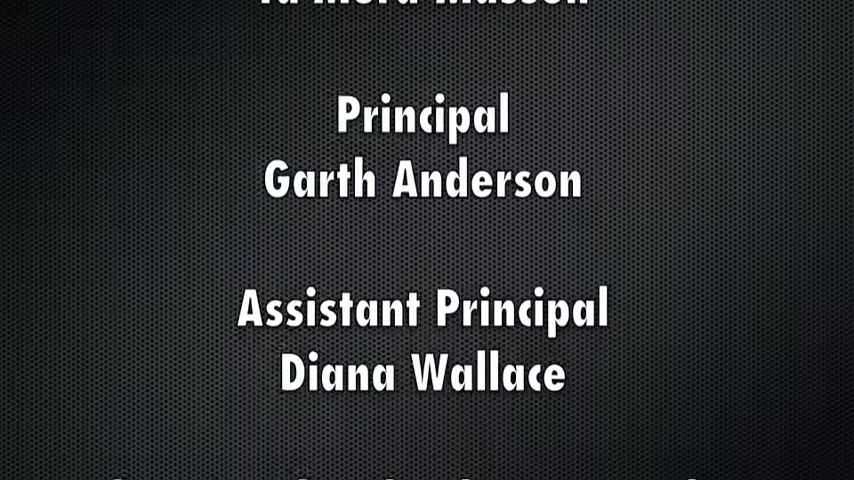 Principal
Garth Anderson
Assistant Principal
Diana Wallace